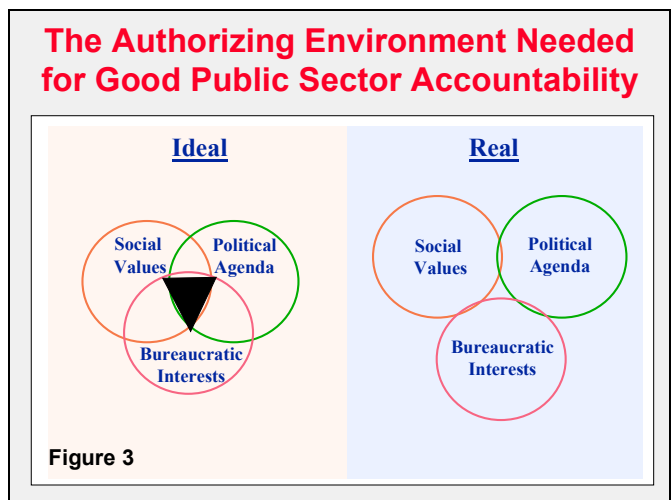 The Authorizing Environment Needed
for Good Public Sector Accountability
Ideal
Social
Values
Political
Agenda
Bureaucratic
Interests
Figure 3
Real
Social
Values
Political
Agenda
Bureaucratic
Interests